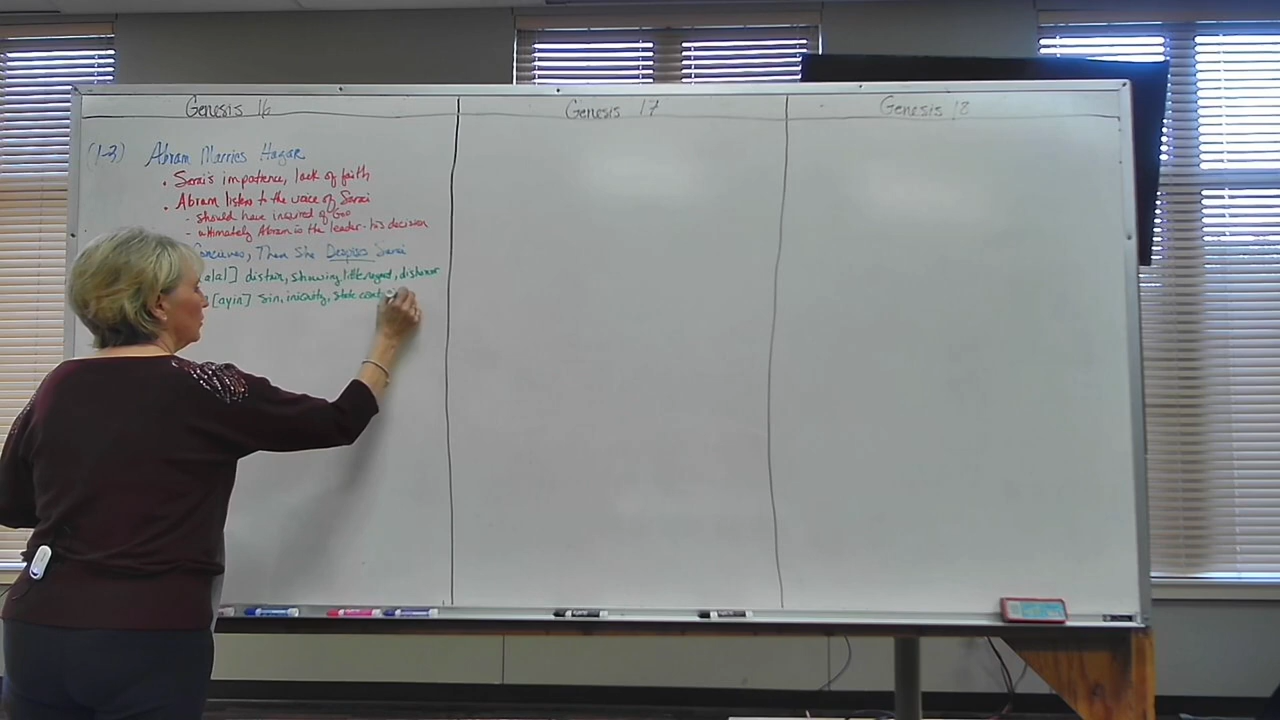 Genesis 16
Genesis 17
Genesis 18
(1-3) Abram Marries Hagar
• Sarai's impatience, lack of faith
• Abram listens to the voice of Sarai
- should have inquired of God
- ultimately Abram is the leader - his decision
Conceives, Then She Despises Sarai
alal] distain, showing little regard, dishonor
[ayin] sin, iniquity, state